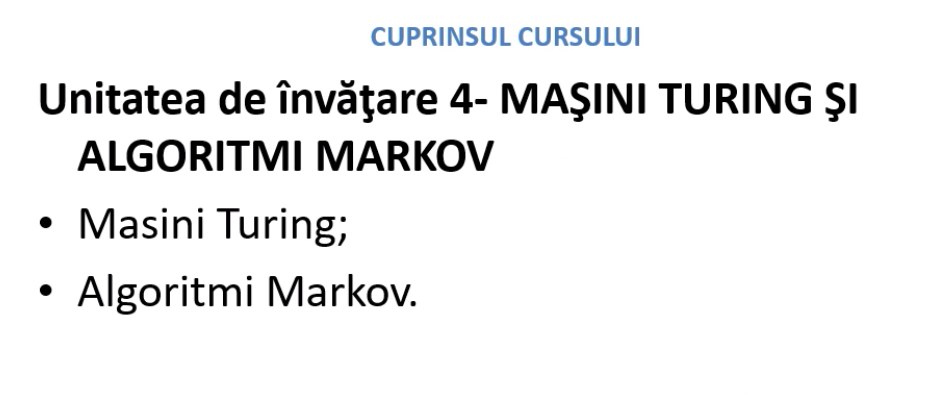 CUPRINSUL CURSULUI
Unitatea de învăţare 4- MAŞINI TURING ŞI
ALGORITMI MARKOV
• Masini Turing;
• Algoritmi Markov.